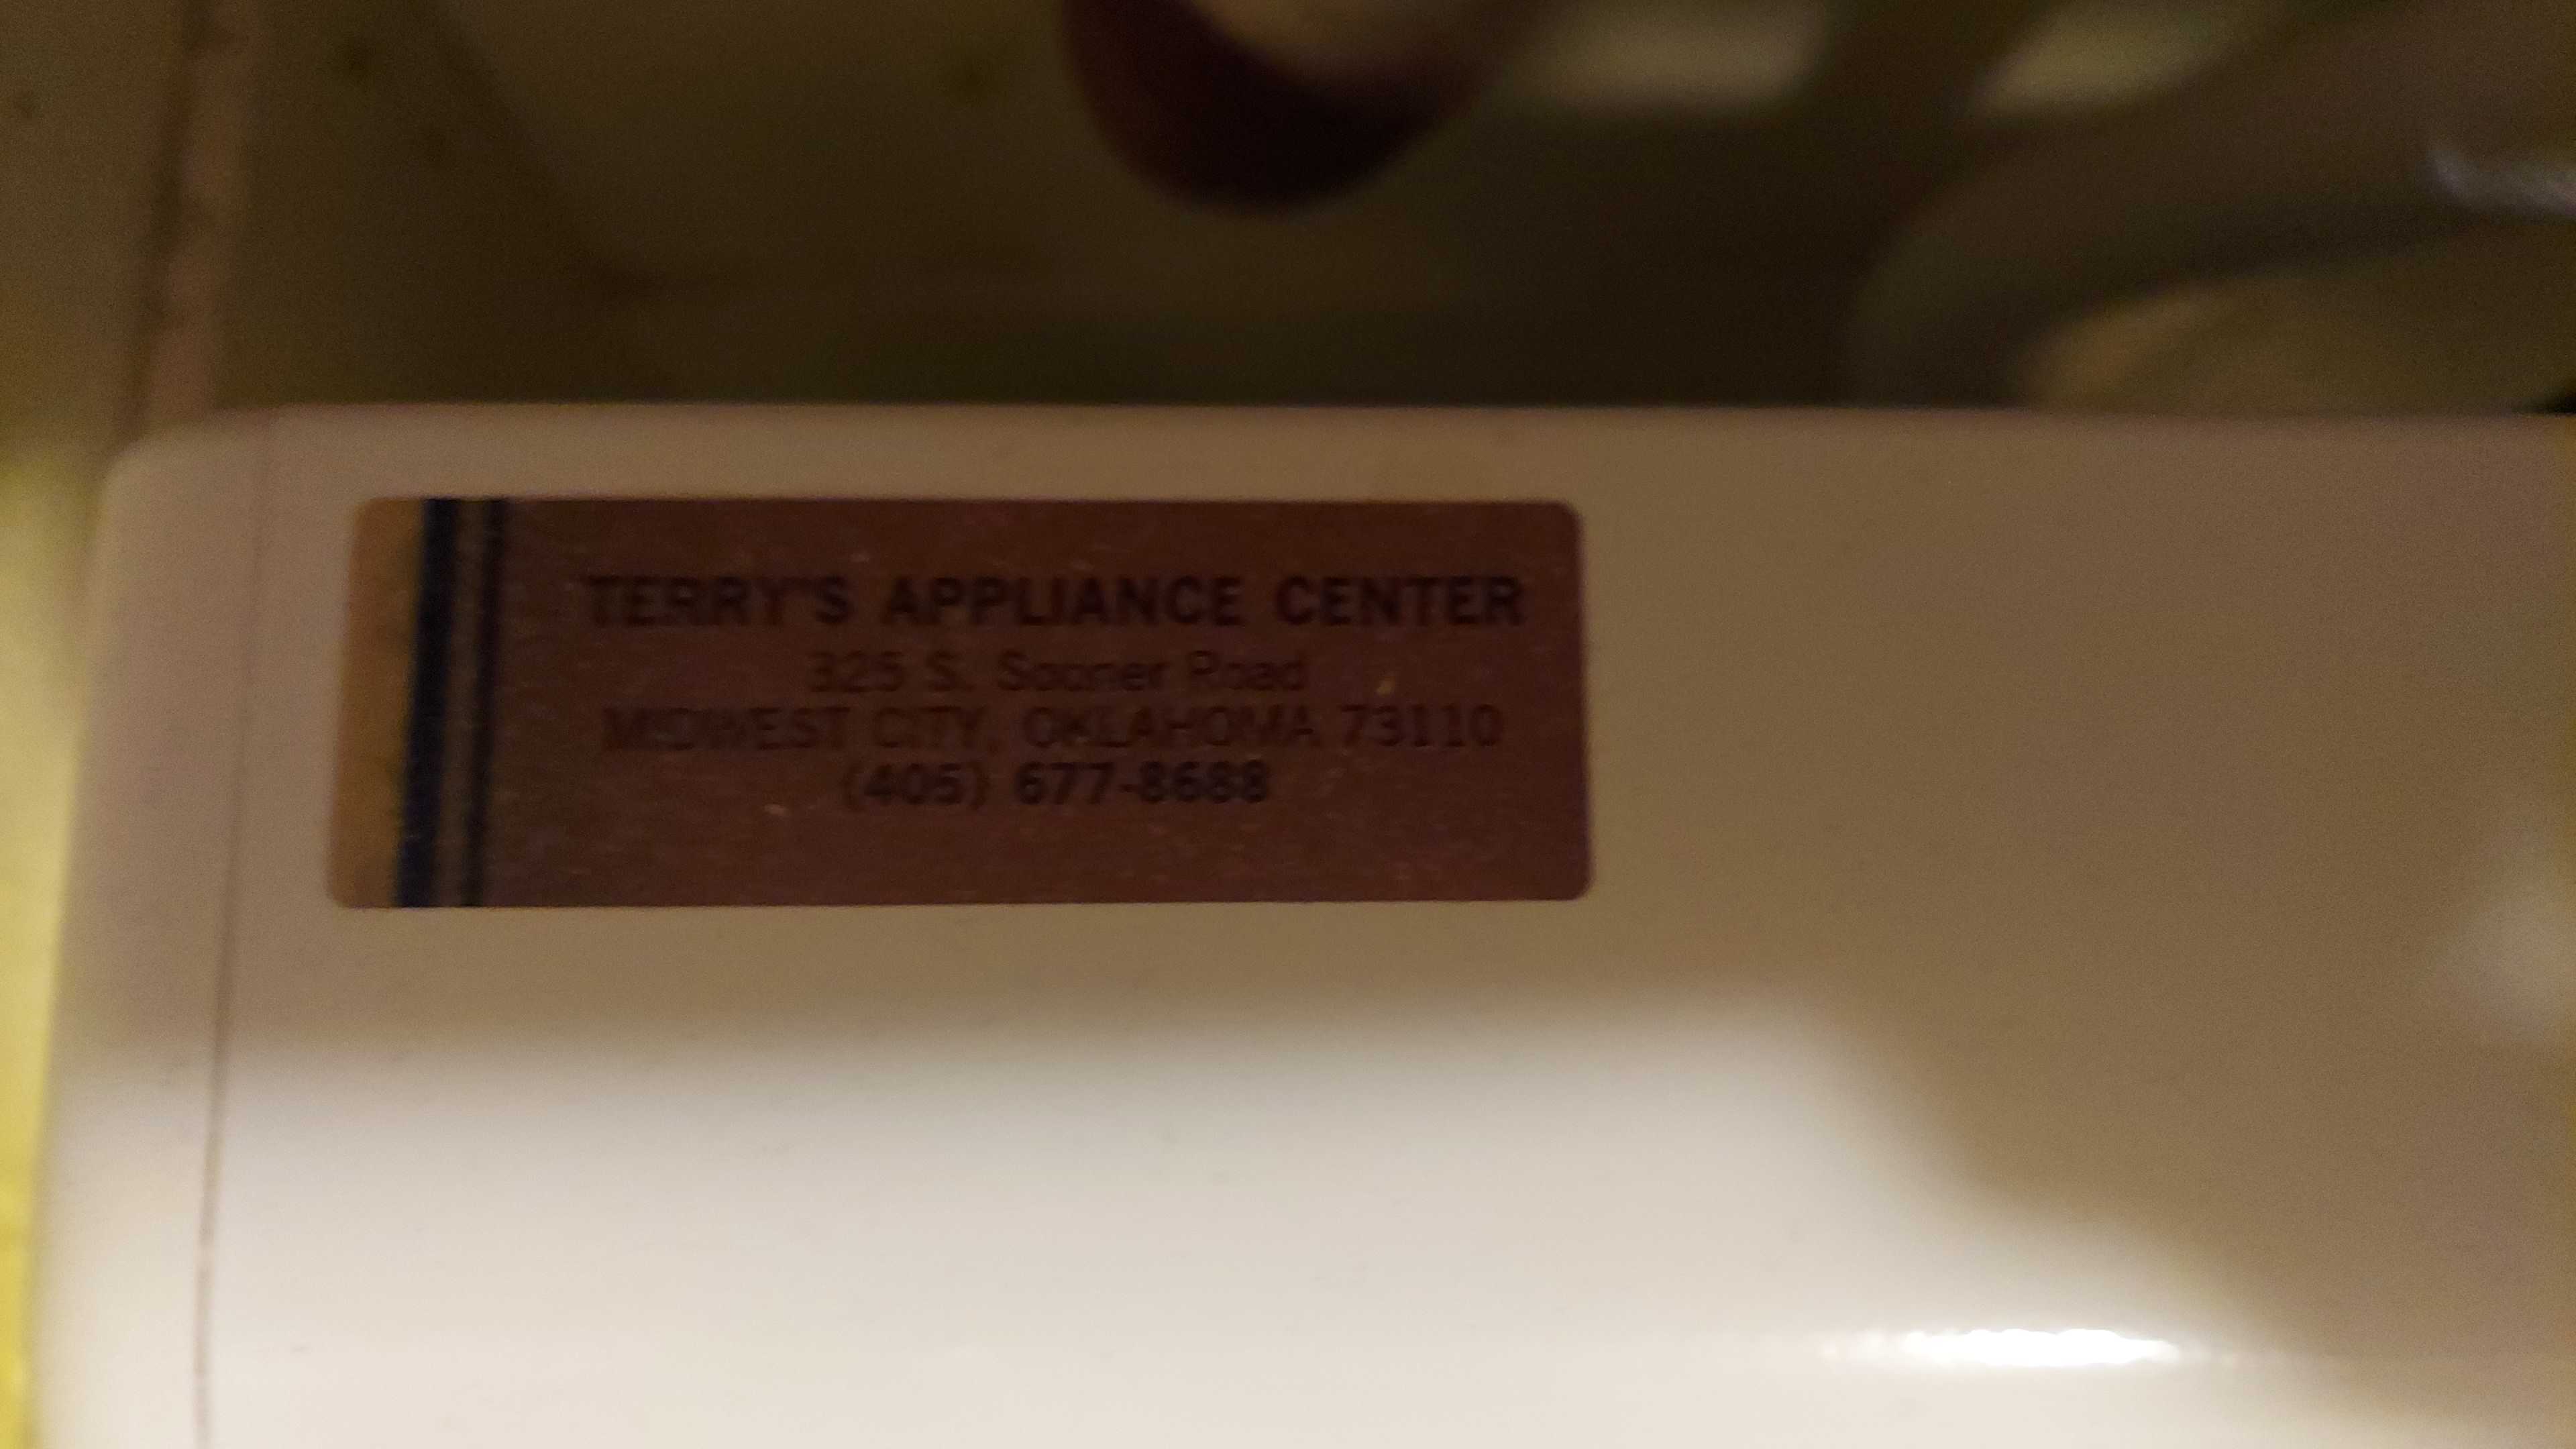 TERRY'S APPLIANCE CENTER
325 S. Sooner Road
MIDWEST CITY, OKLAHOMA 73110
(405) 677-8688